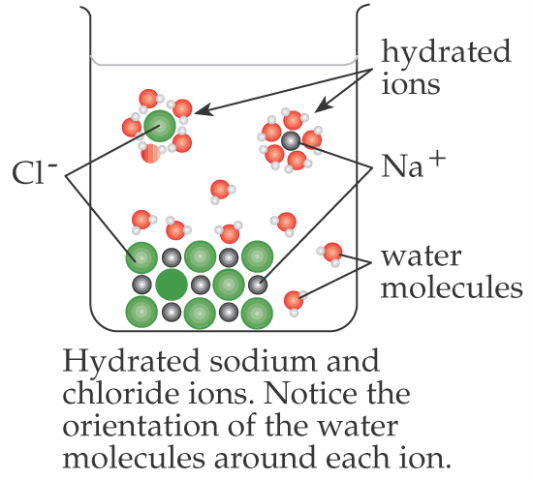 hydrated
ions
Cl⁻
Na⁺
water
molecules
Hydrated sodium and
chloride ions. Notice the
orientation of the water
molecules around each ion.